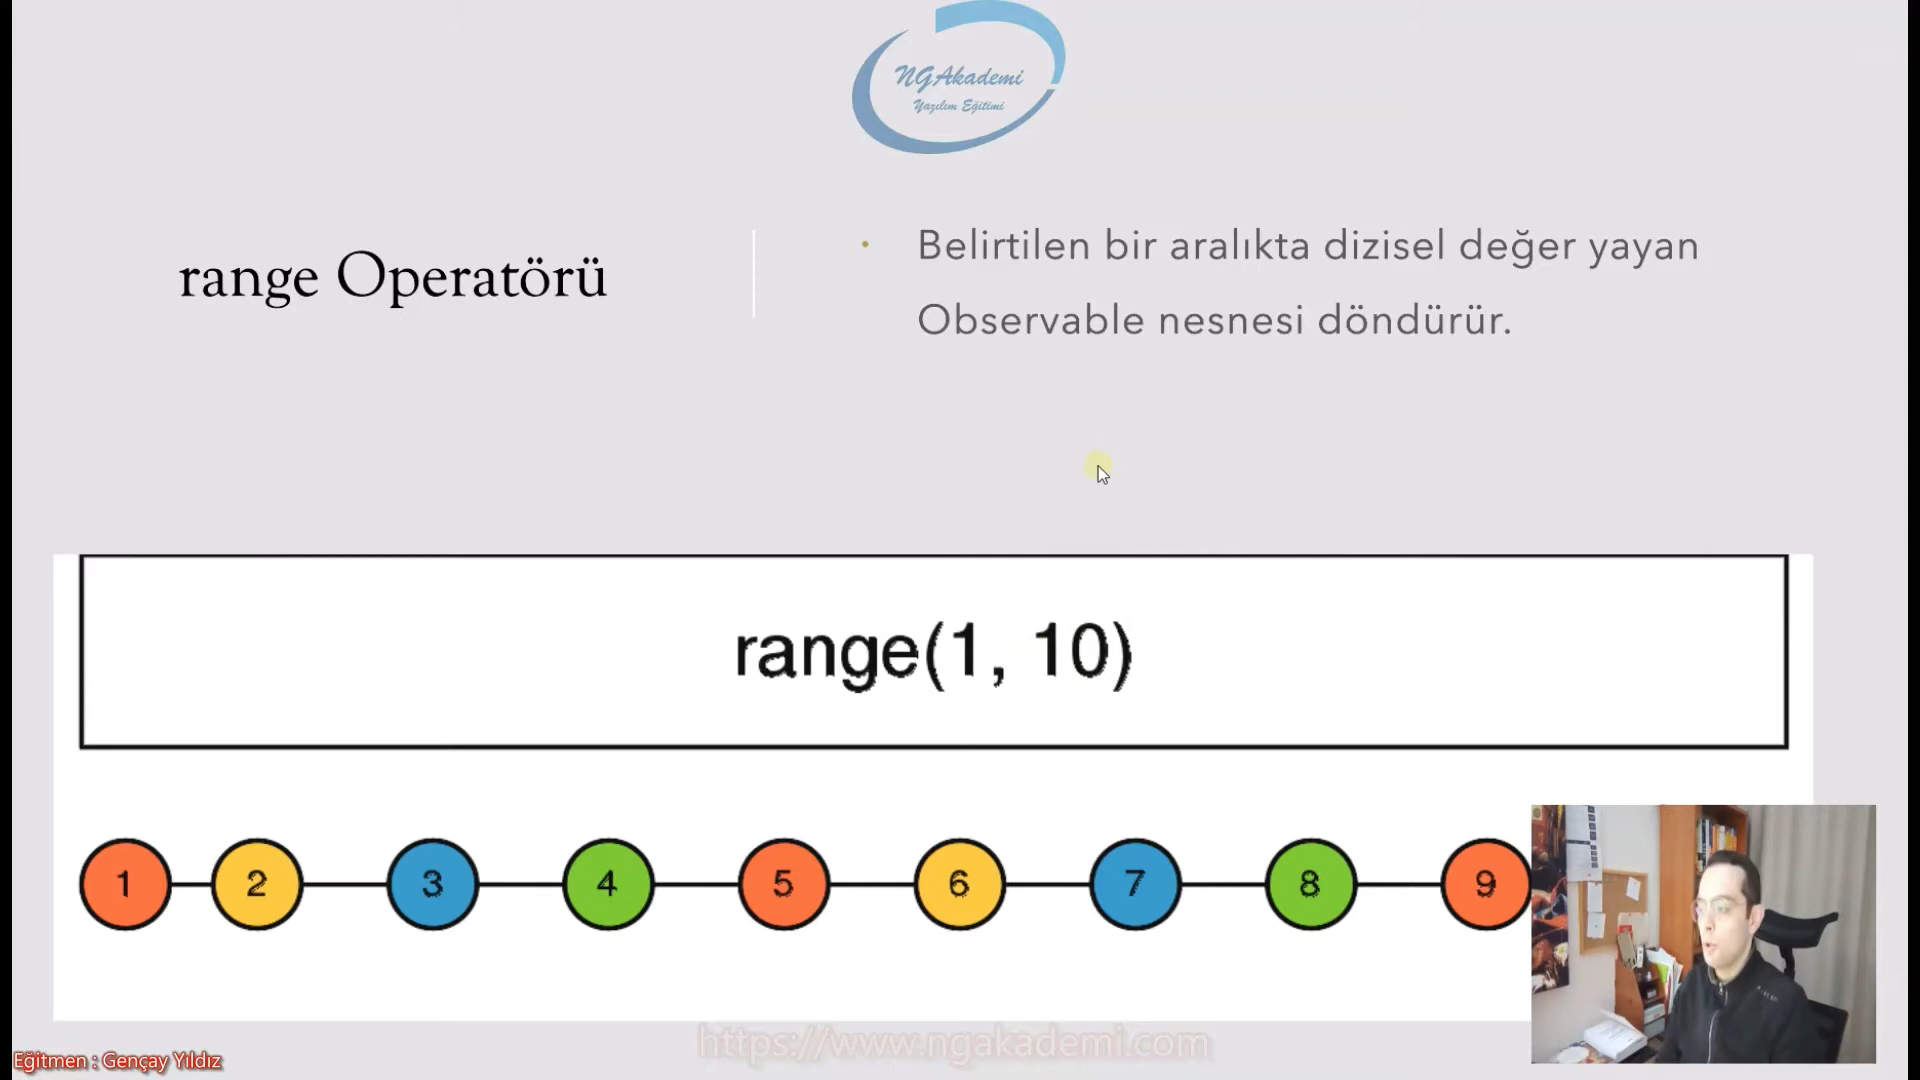 NGAkademi
Yazılım Eğitimi
range Operatörü
• Belirtilen bir aralıkta dizisel değer yayan
Observable nesnesi döndürür.
range(1, 10)
1 2 3 4 5 6 7 8 9
https://www.ngakademi.com
Eğitmen : Gençay Yıldız